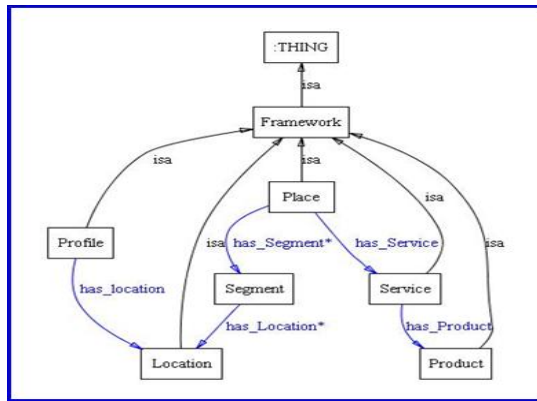 :THING
isa
Framework
isa
isa
isa
Place
Profile
isa
has_Segment*
has_Service
isa
has_location
Segment
Service
has_Location*
has_Product
Location
Product